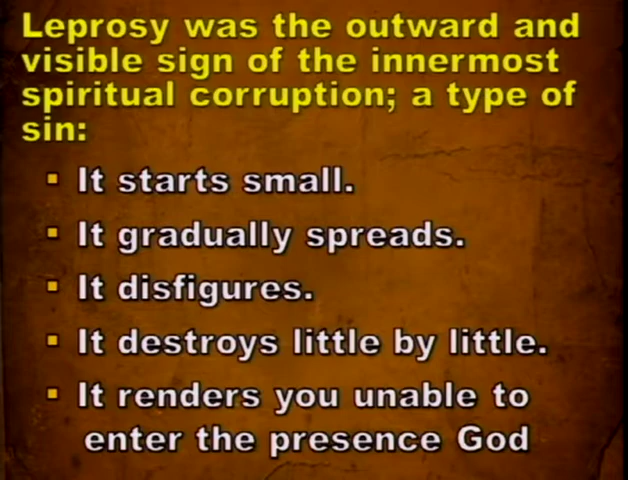 Leprosy was the outward and
visible sign of the innermost
spiritual corruption; a type of
sin:
▪ It starts small.
▪ It gradually spreads.
▪ It disfigures.
▪ It destroys little by little.
▪ It renders you unable to
enter the presence God